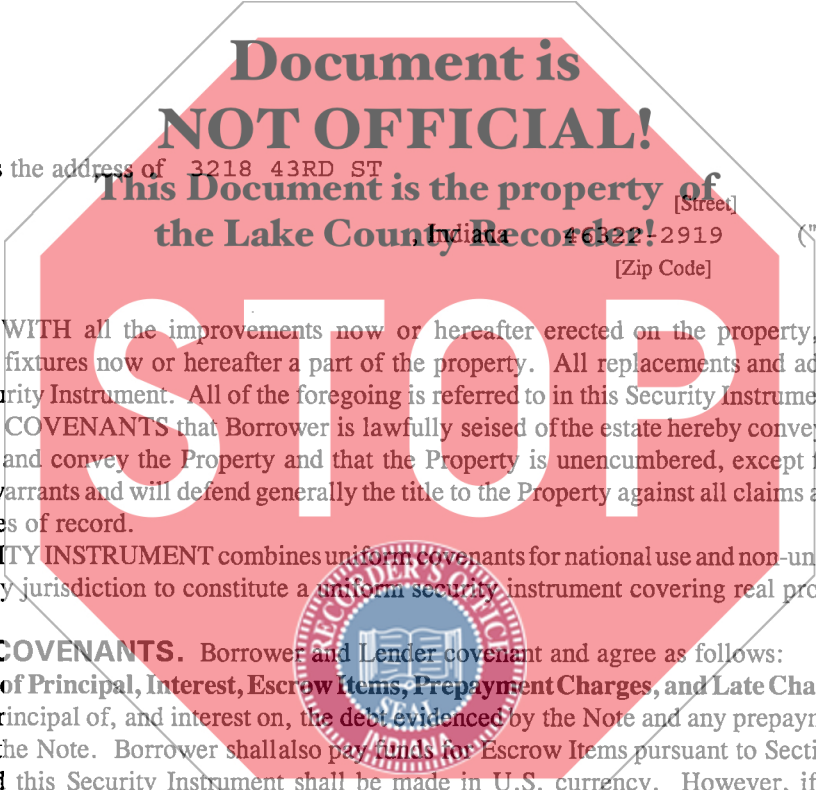 Document is
NOT OFFICIAL!
the address of 3218 43RD ST
This Document is the property of
[Street]
the Lake County Recorder!
, Indiana 46322-2919 ("
[Zip Code]
STOP
WITH all the improvements now or hereafter erected on the property,
fixtures now or hereafter a part of the property. All replacements and ad
rity Instrument. All of the foregoing is referred to in this Security Instrume
COVENANTS that Borrower is lawfully seised of the estate hereby convey
and convey the Property and that the Property is unencumbered, except f
warrants and will defend generally the title to the Property against all claims a
es of record.
ITY INSTRUMENT combines uniform covenants for national use and non-un
y jurisdiction to constitute a uniform security instrument covering real pro
RECORDER'S OFFICE
COVENANTS. Borrower and Lender covenant and agree as follows:
of Principal, Interest, Escrow Items, Prepayment Charges, and Late Cha
rincipal of, and interest on, the debt evidenced by the Note and any prepaym
SEAL
the Note. Borrower shall also pay funds for Escrow Items pursuant to Secti
INDIANA
this Security Instrument shall be made in U.S. currency. However, if